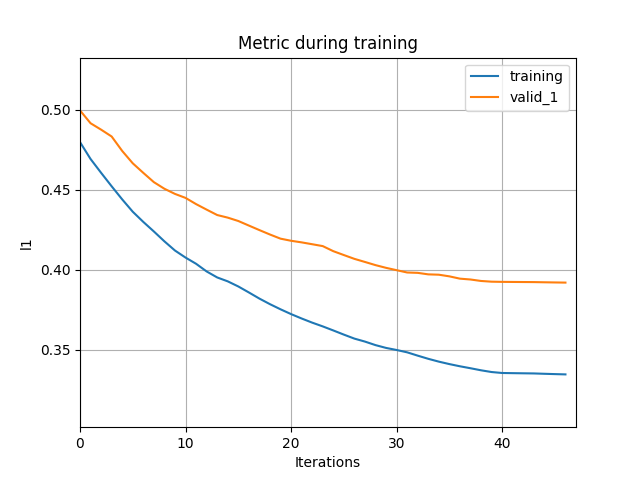 Metric during training
training
valid_1
0.50
0.45
0.40
0.35
l1
0 10 20 30 40
Iterations